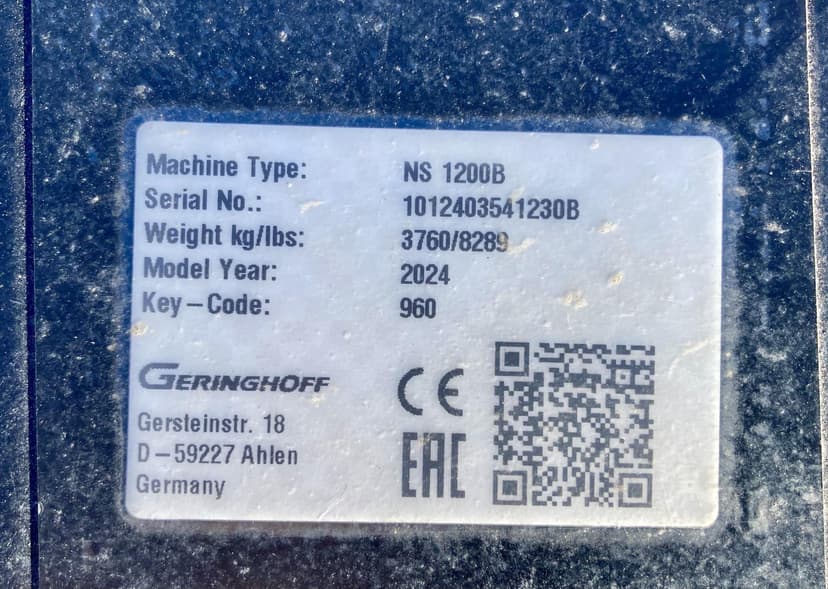 Machine Type: NS 1200B
Serial No.: 1012403541230B
Weight kg/lbs: 3760/8289
Model Year: 2024
Key-Code: 960
GERINGHOFF
Gersteinstr. 18
D-59227 Ahlen
Germany
CE
EAC